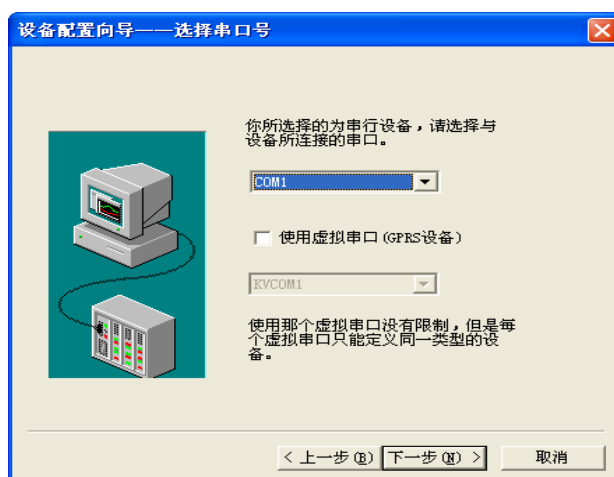 设备配置向导——选择串口号
你所选择的为串行设备，请选择与
设备所连接的串口。
COM1
使用虚拟串口(GPRS设备)
KVCOM1
使用那个虚拟串口没有限制，但是每
个虚拟串口只能定义同一类型的设
备。
< 上一步(B) 下一步(N) > 取消